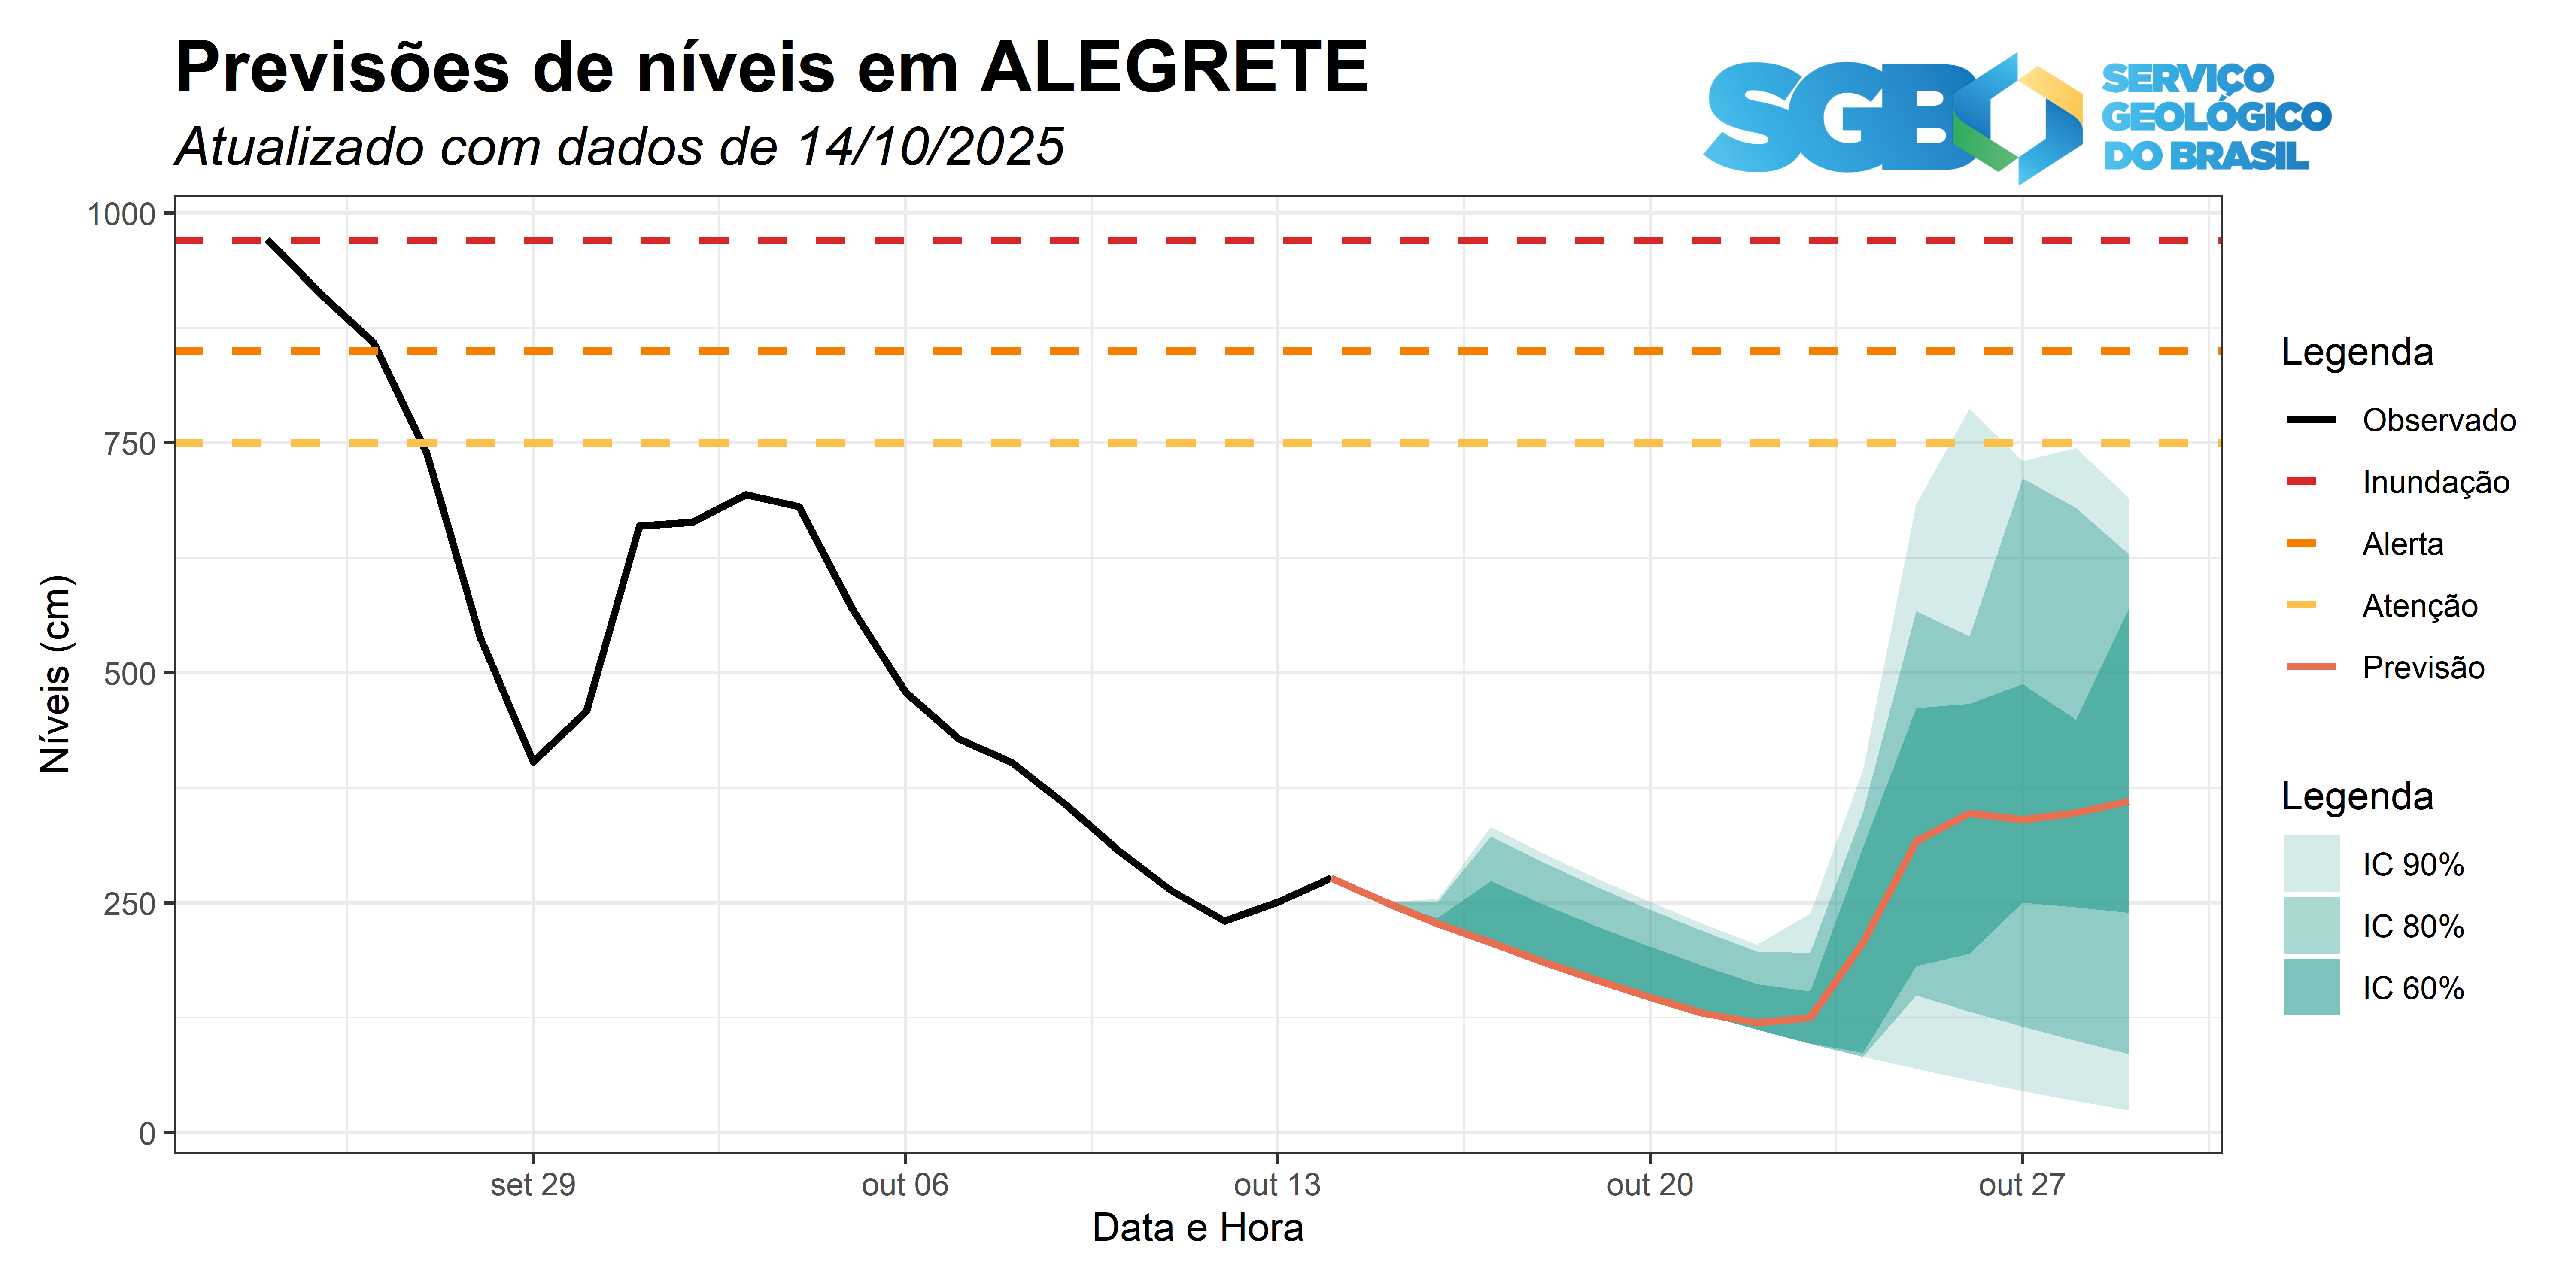 Previsões de níveis em ALEGRETE
Atualizado com dados de 14/10/2025
SGB
SERVIÇO
GEOLÓGICO
DO BRASIL
1000
750
500
250
0
Níveis (cm)
set 29
out 06
out 13
out 20
out 27
Data e Hora
Legenda
Observado
Inundação
Alerta
Atenção
Previsão
Legenda
IC 90%
IC 80%
IC 60%